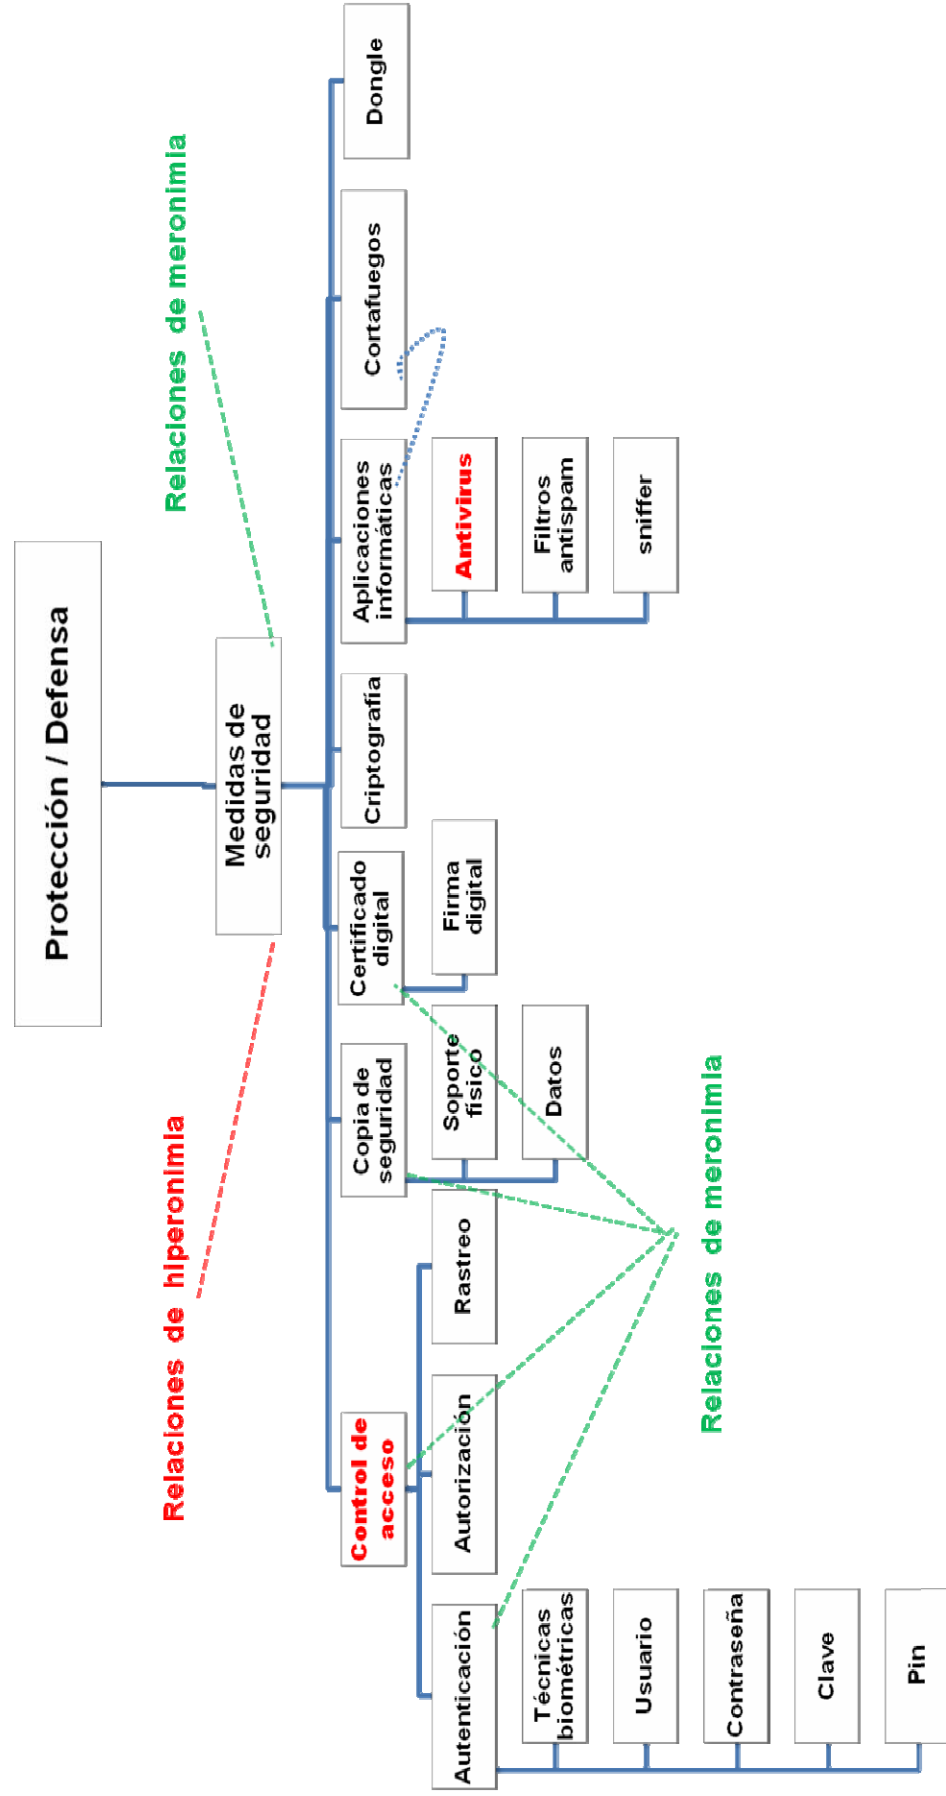 Protección / Defensa
Relaciones de hiperonimia
Relaciones de meronimia
Medidas de
seguridad
Control de
acceso
Copia de
seguridad
Certificado
digital
Criptografía
Aplicaciones
informáticas
Cortafuegos
Dongle
Autenticación
Autorización
Rastreo
Soporte
físico
Firma
digital
Antivirus
Técnicas
biométricas
Datos
Filtros
antispam
Usuario
sniffer
Contraseña
Relaciones de meronimia
Clave
Pin